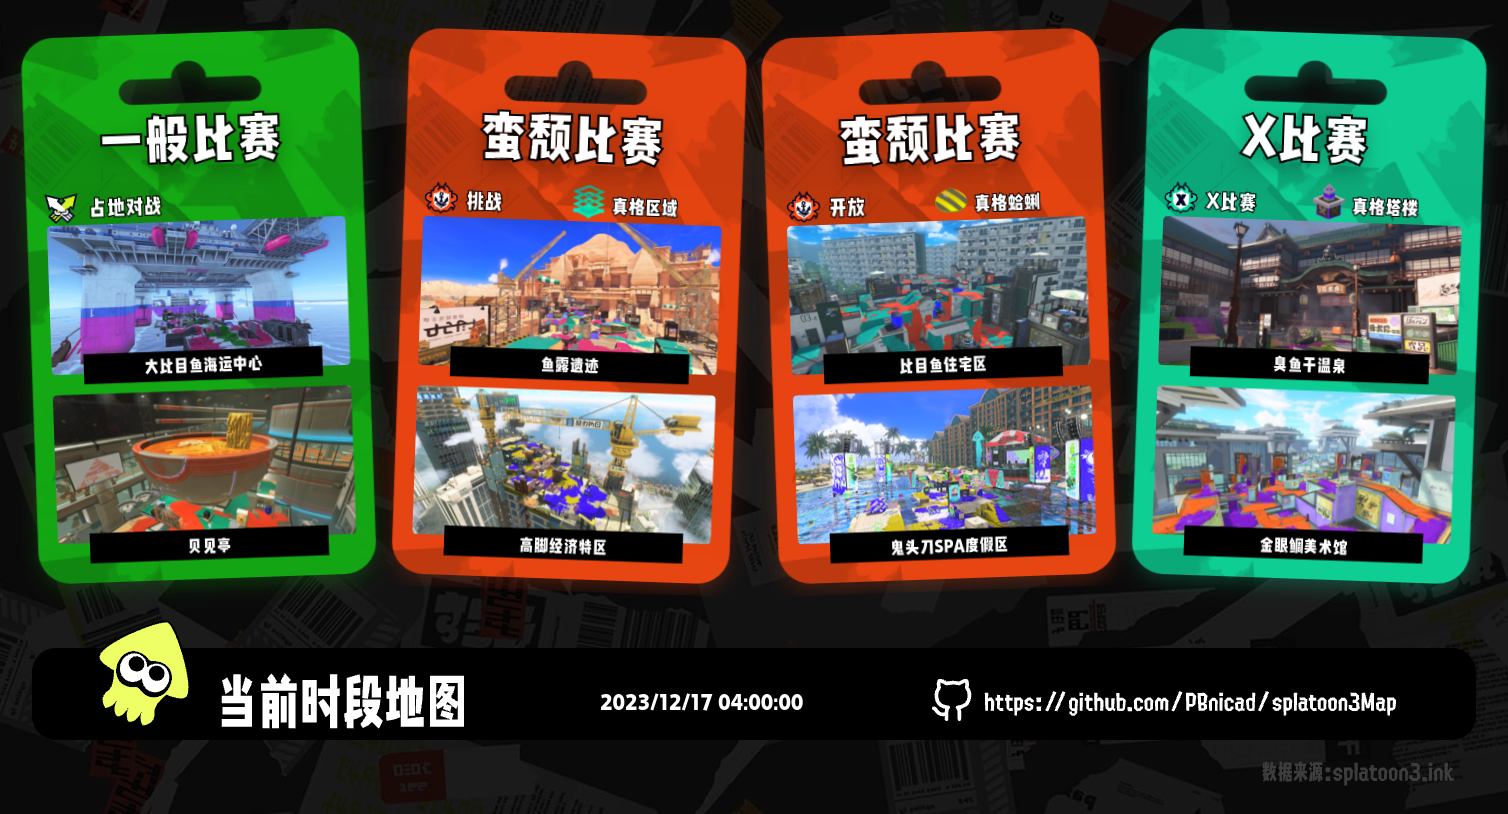 一般比赛
占地对战
大比目鱼海运中心
贝见亭
蛮颓比赛
挑战
真格区域
鱼露遗迹
高脚经济特区
蛮颓比赛
开放
真格蛤蜊
比目鱼住宅区
鬼头刀SPA度假区
X比赛
X比赛
真格塔楼
臭鱼干温泉
金眼鲷美术馆
当前时段地图
2023/12/17 04:00:00
https://github.com/PBnicad/splatoon3Map
数据来源:splatoon3.ink